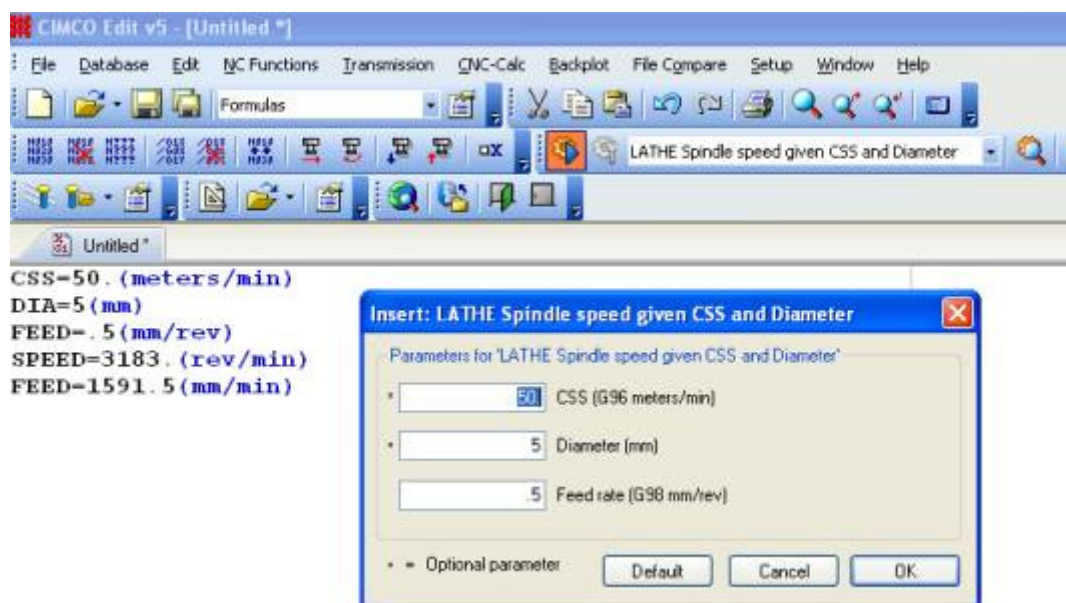 CIMCO Edit v5 - [Untitled *]
File Database Edit NC Functions Transmission CNC-Calc Backplot File Compare Setup Window Help
Formulas
LATHE Spindle speed given CSS and Diameter
Untitled *
CSS=50.(meters/min)
DIA=5(mm)
FEED=.5(mm/rev)
SPEED=3183.(rev/min)
FEED=1591.5(mm/min)
Insert: LATHE Spindle speed given CSS and Diameter
Parameters for 'LATHE Spindle speed given CSS and Diameter'
* 50. CSS (G96 meters/min)
* 5 Diameter (mm)
.5 Feed rate (G98 mm/rev)
* = Optional parameter Default Cancel OK